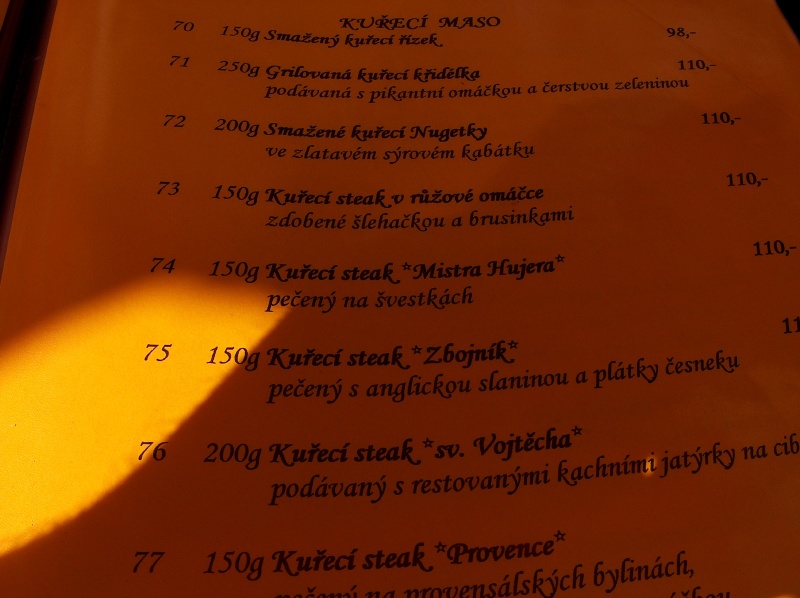 KUŘECÍ MASO
70 150g Smažený kuřecí řízek 98,-
71 250g Grilovaná kuřecí křidélka 110,-
podávaná s pikantní omáčkou a čerstvou zeleninou
72 200g Smažené kuřecí Nugetky 110,-
ve zlatavém sýrovém kabátku
73 150g Kuřecí steak v růžové omáčce 110,-
zdobené šlehačkou a brusinkami
74 150g Kuřecí steak *Mistra Hujera* 110,-
pečený na švestkách
75 150g Kuřecí steak *Zbojník* 11
pečený s anglickou slaninou a plátky česneku
76 200g Kuřecí steak *sv. Vojtěcha*
podávaný s restovanými kachními jatýrky na cib
77 150g Kuřecí steak *Provence*
pečený na provensálských bylinách,